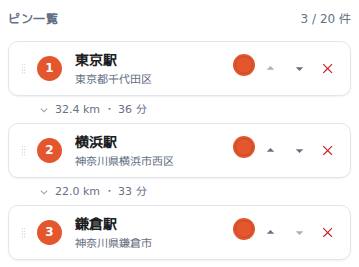 ピン一覧
3 / 20 件
1
東京駅
東京都千代田区
32.4 km ・ 36 分
2
横浜駅
神奈川県横浜市西区
22.0 km ・ 33 分
3
鎌倉駅
神奈川県鎌倉市